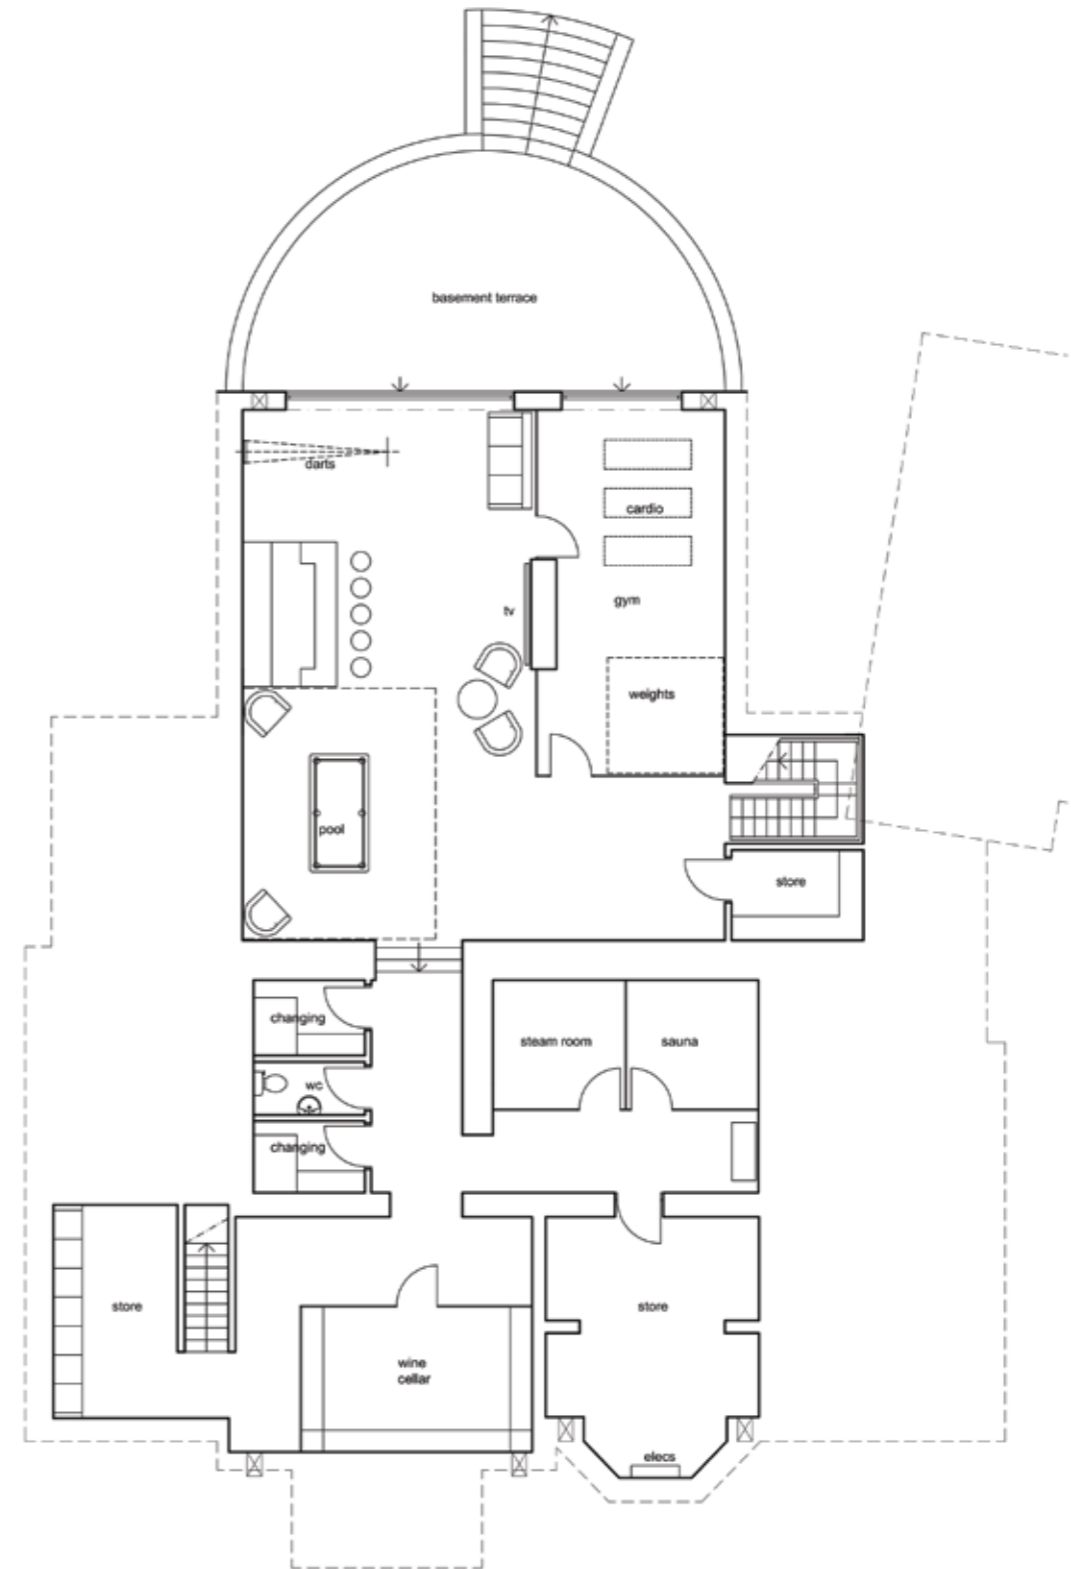 basement terrace
darts
cardio
tv
gym
weights
pool
store
changing
steam room
sauna
wc
changing
store
store
wine
cellar
elecs